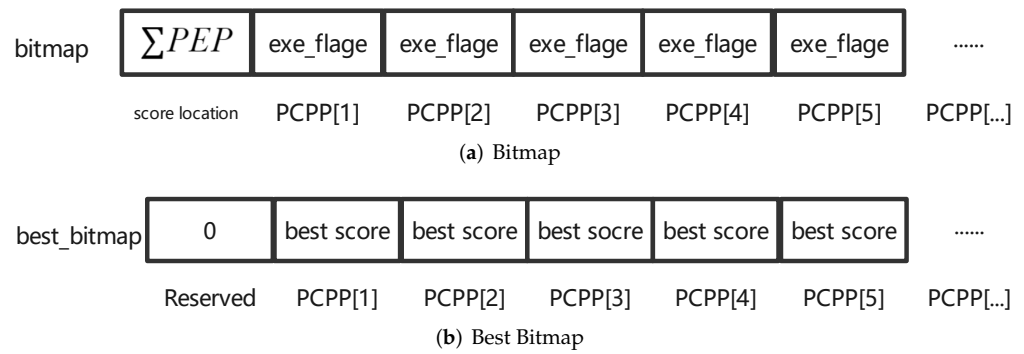 bitmap ∑PEP exe_flage exe_flage exe_flage exe_flage exe_flage ......
score location PCPP[1] PCPP[2] PCPP[3] PCPP[4] PCPP[5] PCPP[...]
(a) Bitmap
best_bitmap 0 best score best score best socre best score best score ......
Reserved PCPP[1] PCPP[2] PCPP[3] PCPP[4] PCPP[5] PCPP[...]
(b) Best Bitmap